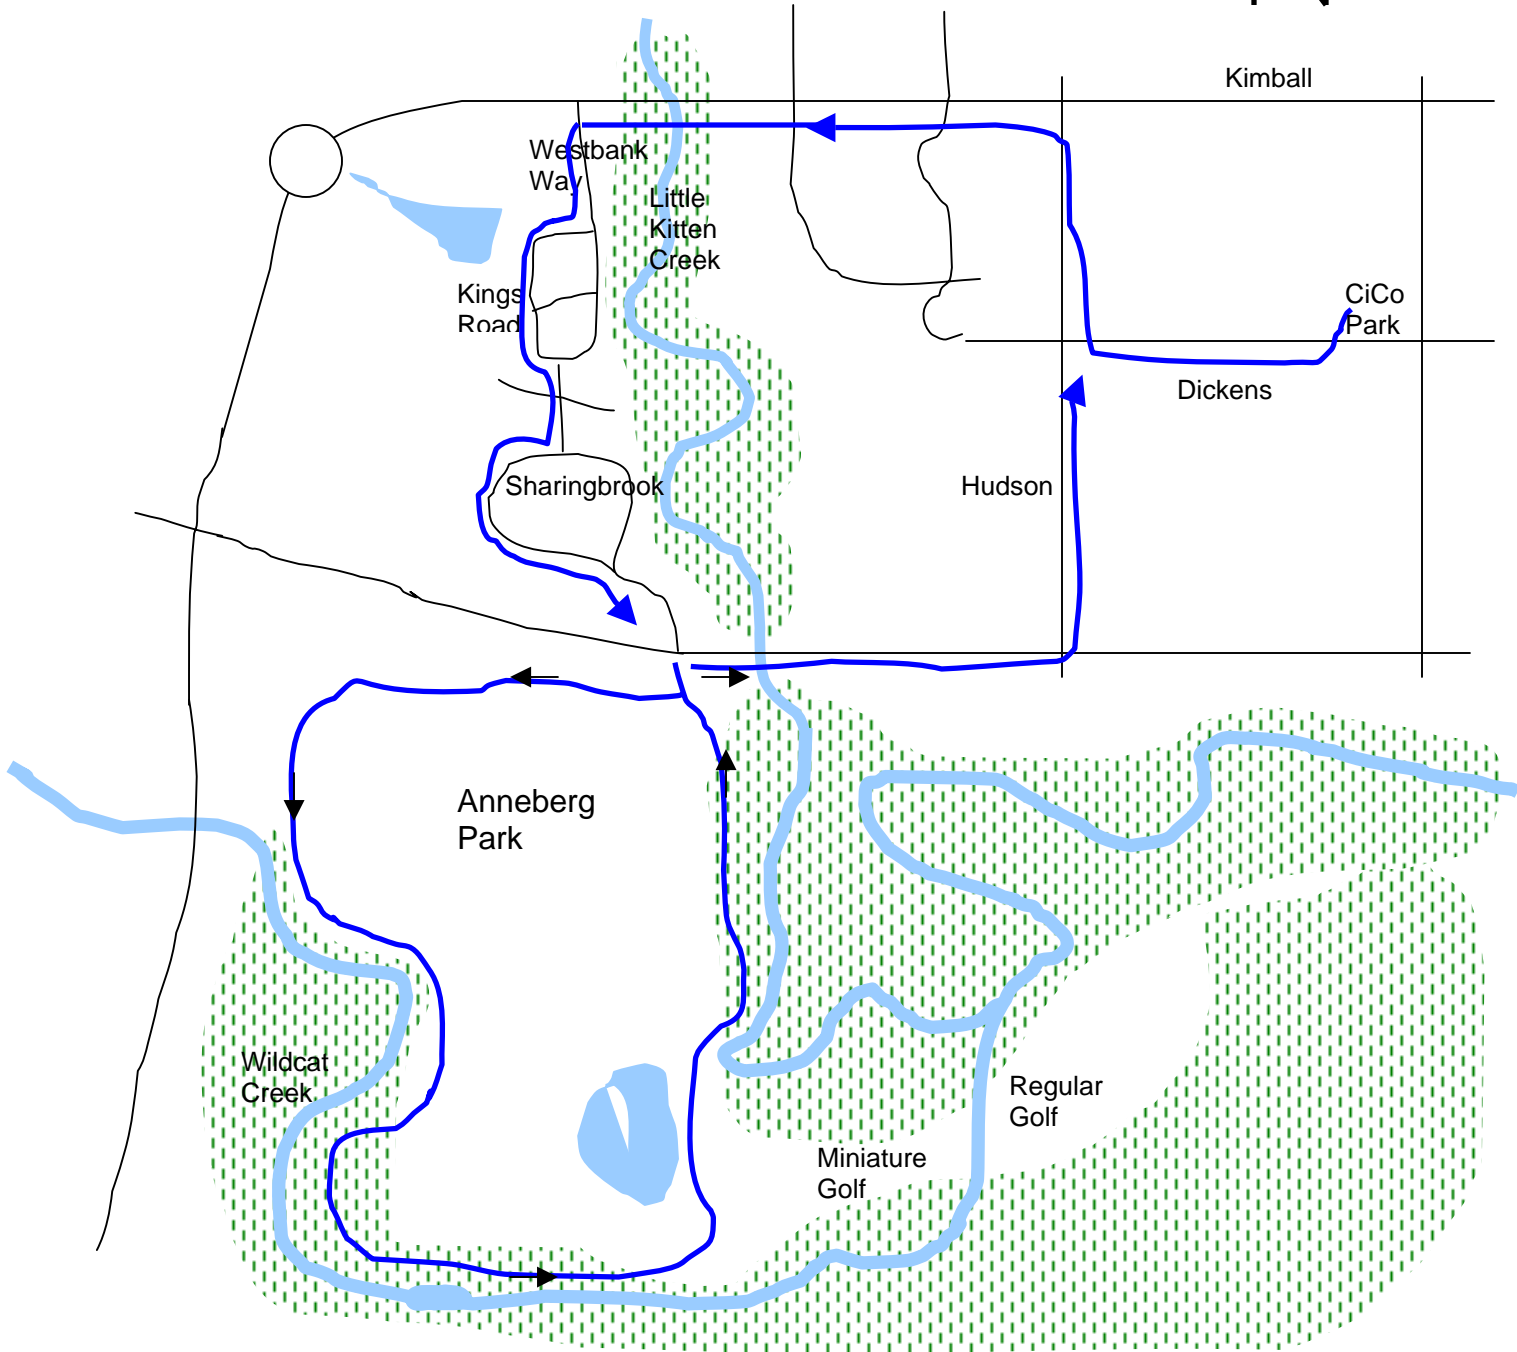 Kimball
Westbank
Way
Little
Kitten
Creek
Kings
Road
CiCo
Park
Dickens
Sharingbrook
Hudson
Anneberg
Park
Wildcat
Creek
Regular
Golf
Miniature
Golf